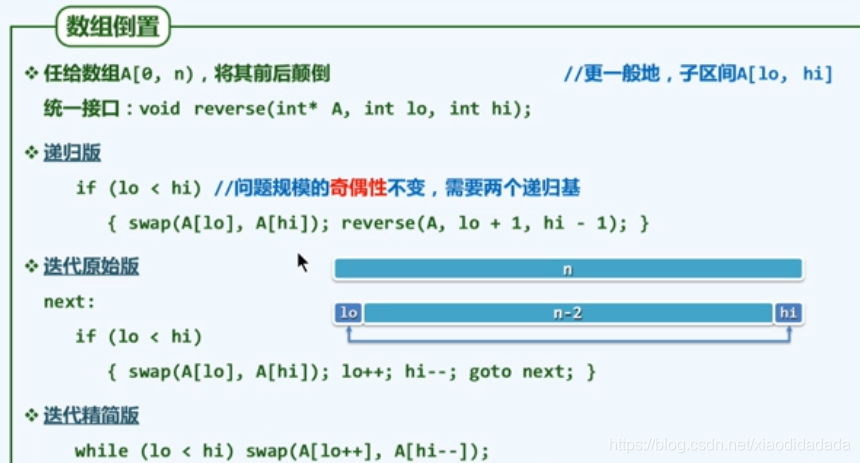 数组倒置
❖ 任给数组A[0, n)，将其前后颠倒 //更一般地，子区间A[lo, hi]
统一接口：void reverse(int* A, int lo, int hi);
❖ 递归版
if (lo < hi) //问题规模的奇偶性不变，需要两个递归基
{ swap(A[lo], A[hi]); reverse(A, lo + 1, hi - 1); }
❖ 迭代原始版
n
next:
lo n-2 hi
if (lo < hi)
{ swap(A[lo], A[hi]); lo++; hi--; goto next; }
❖ 迭代精简版
while (lo < hi) swap(A[lo++], A[hi--]);
https://blog.csdn.net/xiaodidadada